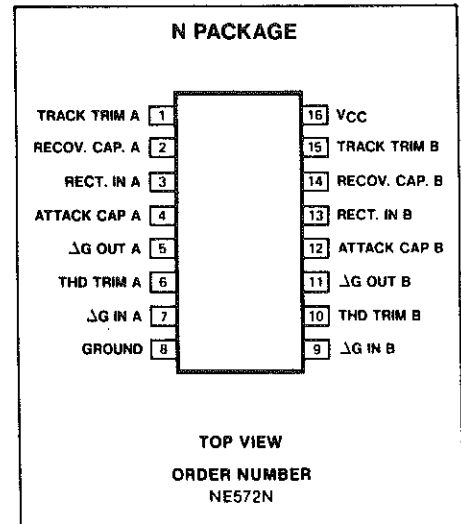 N PACKAGE
TRACK TRIM A 1
RECOV. CAP. A 2
RECT. IN A 3
ATTACK CAP A 4
ΔG OUT A 5
THD TRIM A 6
ΔG IN A 7
GROUND 8
16 VCC
15 TRACK TRIM B
14 RECOV. CAP. B
13 RECT. IN B
12 ATTACK CAP B
11 ΔG OUT B
10 THD TRIM B
9 ΔG IN B
TOP VIEW
ORDER NUMBER
NE572N